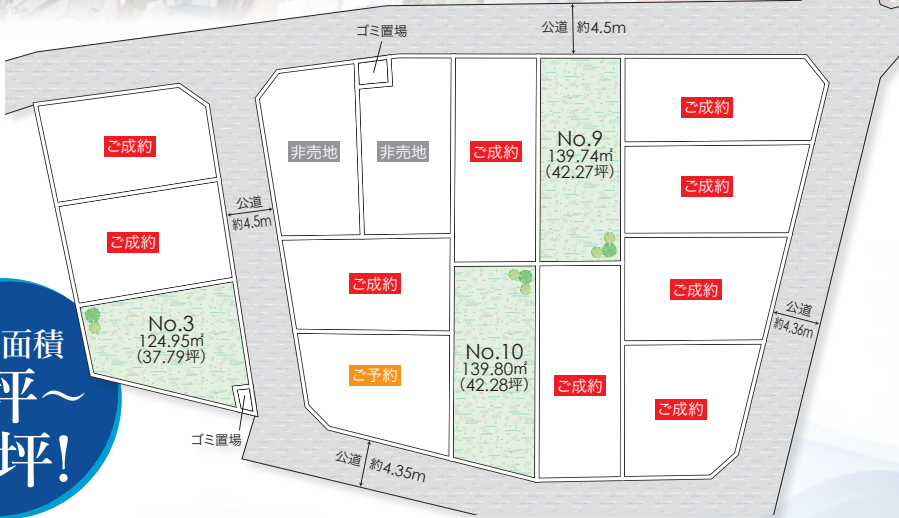 公道 約4.5m
ゴミ置場
ご成約
非売地
非売地
ご成約
No.9
139.74㎡
(42.27坪)
ご成約
ご成約
公道
約4.5m
ご成約
ご成約
ご成約
公道
約4.36m
No.3
124.95㎡
(37.79坪)
ゴミ置場
ご予約
No.10
139.80㎡
(42.28坪)
ご成約
ご成約
公道 約4.35m
面積
坪～
坪!